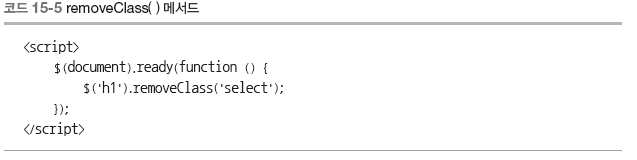 코드 15-5 removeClass( ) 메서드
<script>
    $(document).ready(function () {
        $('h1').removeClass('select');
    });
</script>